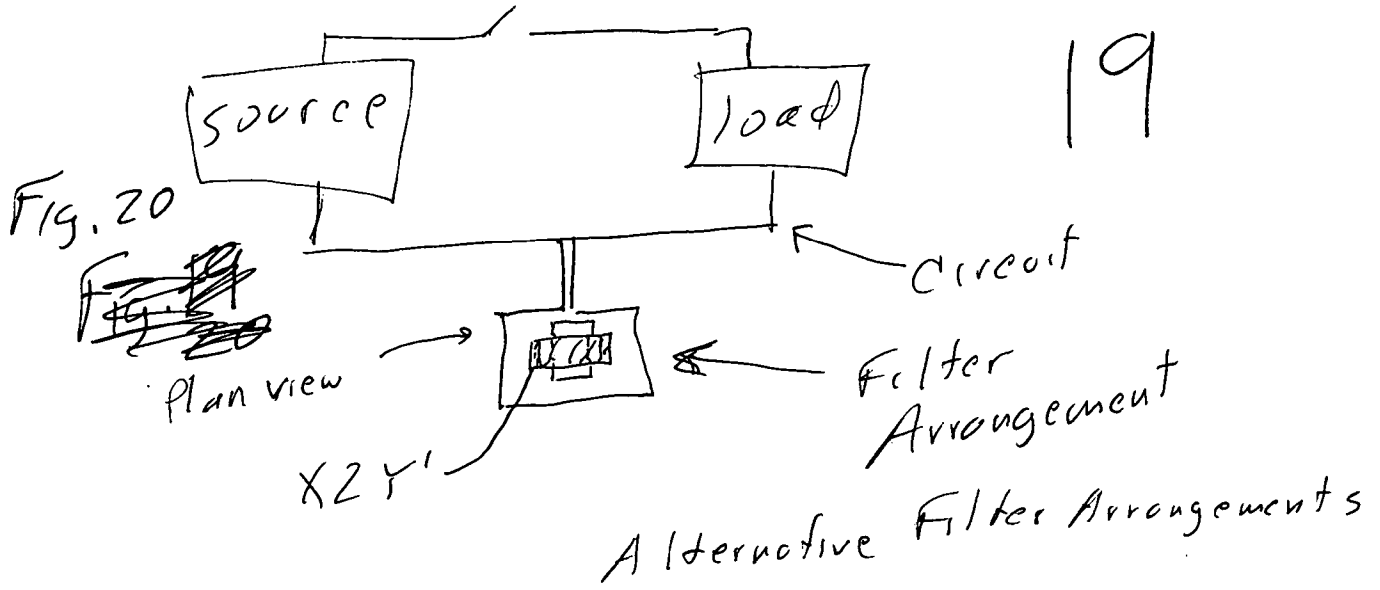 19
source
load
Fig. 20
Circuit
Plan view
Filter
Arrangement
X2Y'
Alternative Filter Arrangements